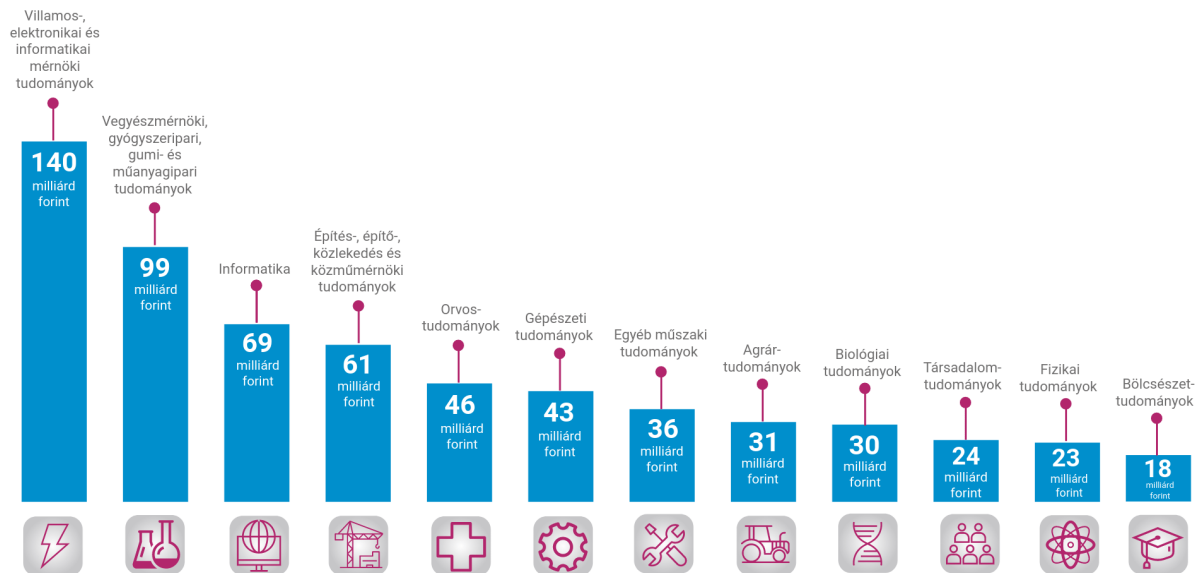 Villamos-,
elektronikai és
informatikai
mérnöki
tudományok
140
milliárd
forint
Vegyészmérnöki,
gyógyszeripari,
gumi- és
műanyagipari
tudományok
99
milliárd
forint
Informatika
69
milliárd
forint
Építés-, építő-,
közlekedés és
közműmérnöki
tudományok
61
milliárd
forint
Orvos-
tudományok
46
milliárd
forint
Gépészeti
tudományok
43
milliárd
forint
Egyéb műszaki
tudományok
36
milliárd
forint
Agrár-
tudományok
31
milliárd
forint
Biológiai
tudományok
30
milliárd
forint
Társadalom-
tudományok
24
milliárd
forint
Fizikai
tudományok
23
milliárd
forint
Bölcsészet-
tudományok
18
milliárd
forint